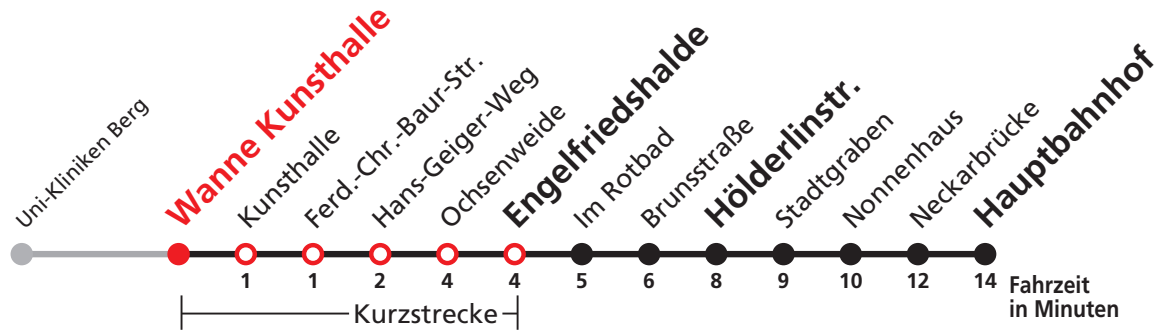 Uni-Kliniken Berg
Wanne Kunsthalle
Kunsthalle
Ferd.-Chr.-Baur-Str.
Hans-Geiger-Weg
Ochsenweide
Engelfriedshalde
Im Rotbad
Brunsstraße
Hölderlinstr.
Stadtgraben
Nonnenhaus
Neckarbrücke
Hauptbahnhof
1 1 2 4 4 5 6 8 9 10 12 14
Fahrzeit
in Minuten
Kurzstrecke